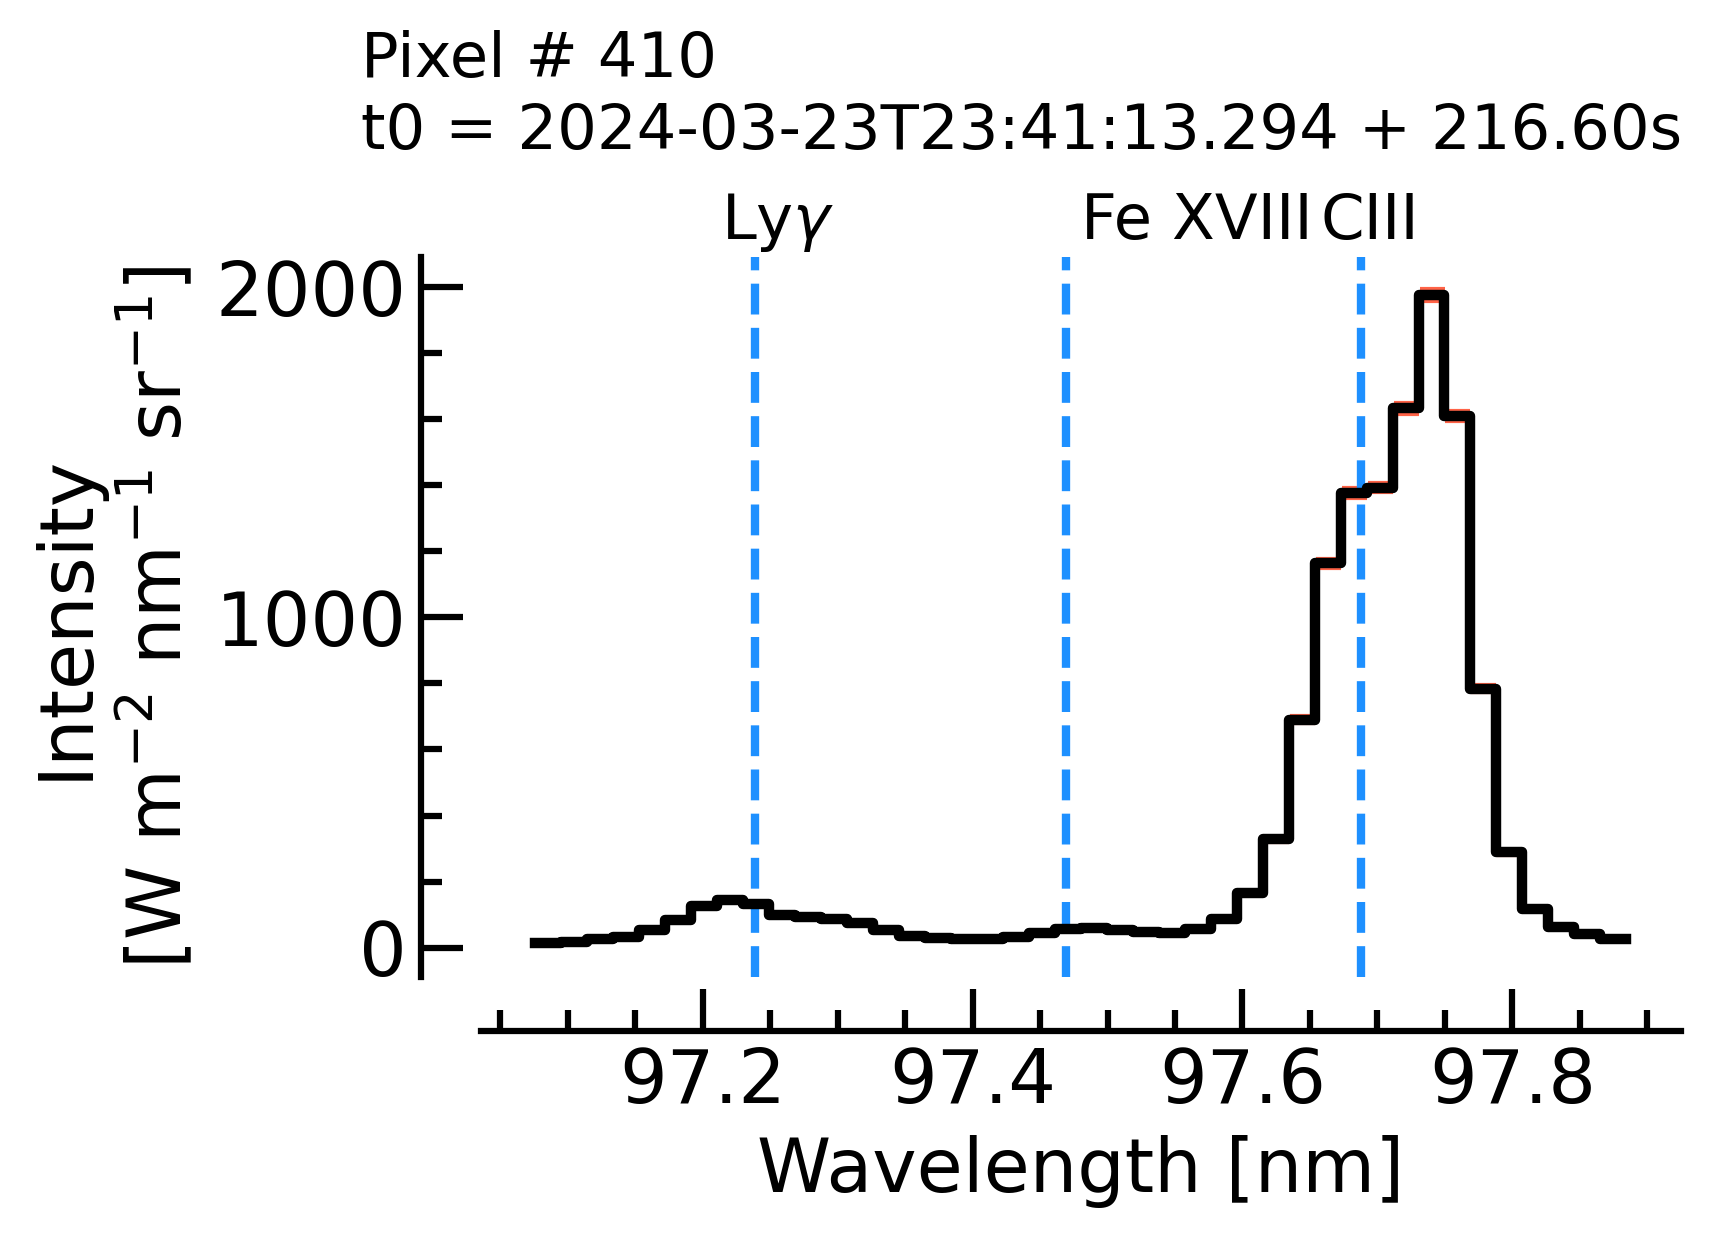 Pixel # 410
t0 = 2024-03-23T23:41:13.294 + 216.60s
Lyγ Fe XVIII CIII
Intensity
[W m⁻² nm⁻¹ sr⁻¹]
2000
1000
0
97.2 97.4 97.6 97.8
Wavelength [nm]